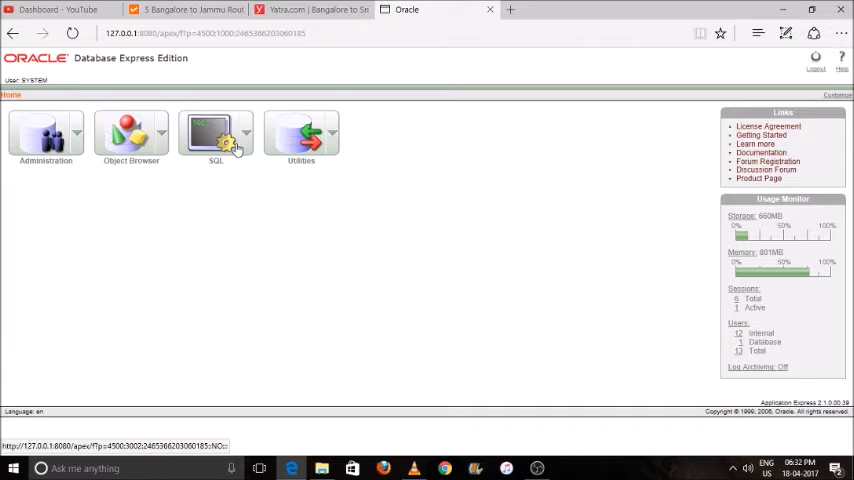 Dashboard - YouTube
5 Bangalore to Jammu Rout
Yatra.com | Bangalore to Sri
Oracle
127.0.0.1:8080/apex/f?p=4500:1000:2465366203060185
ORACLE Database Express Edition
Logout
Help
User: SYSTEM
Home
Customize
Administration
Object Browser
SQL
Utilities
Links
License Agreement
Getting Started
Learn more
Documentation
Forum Registration
Discussion Forum
Product Page
Usage Monitor
Storage: 660MB
0% 50% 100%
Memory: 801MB
0% 50% 100%
Sessions:
6 Total
1 Active
Users:
12 Internal
1 Database
13 Total
Log Archiving: Off
Application Express 2.1.0.00.39
Language: en
Copyright © 1999, 2006, Oracle. All rights reserved.
http://127.0.0.1:8080/apex/f?p=4500:3002:2465366203060185::NO:::
Ask me anything
ENG
US
06:32 PM
18-04-2017
2